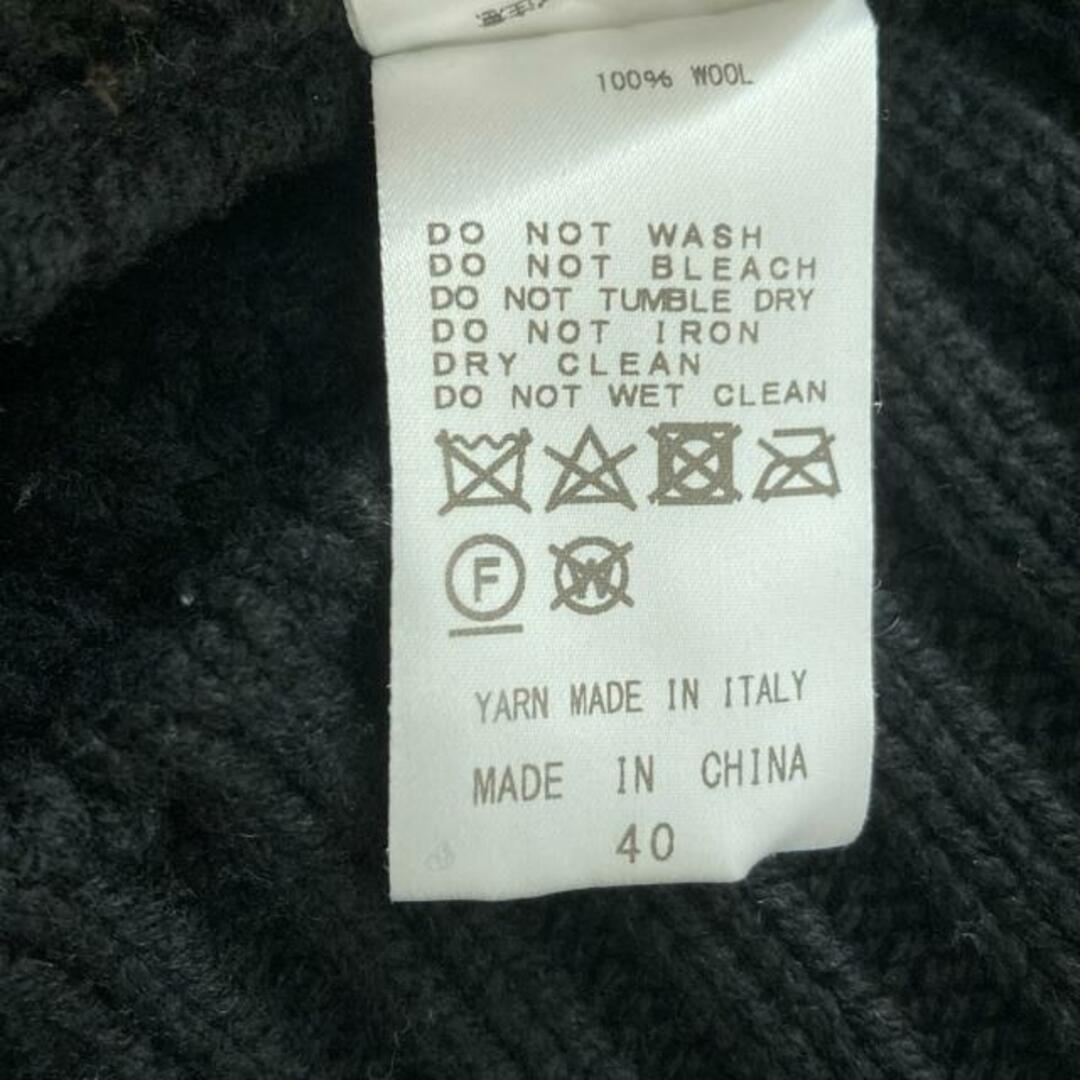 100% WOOL
DO NOT WASH
DO NOT BLEACH
DO NOT TUMBLE DRY
DO NOT IRON
DRY CLEAN
DO NOT WET CLEAN
F W
YARN MADE IN ITALY
MADE IN CHINA
40